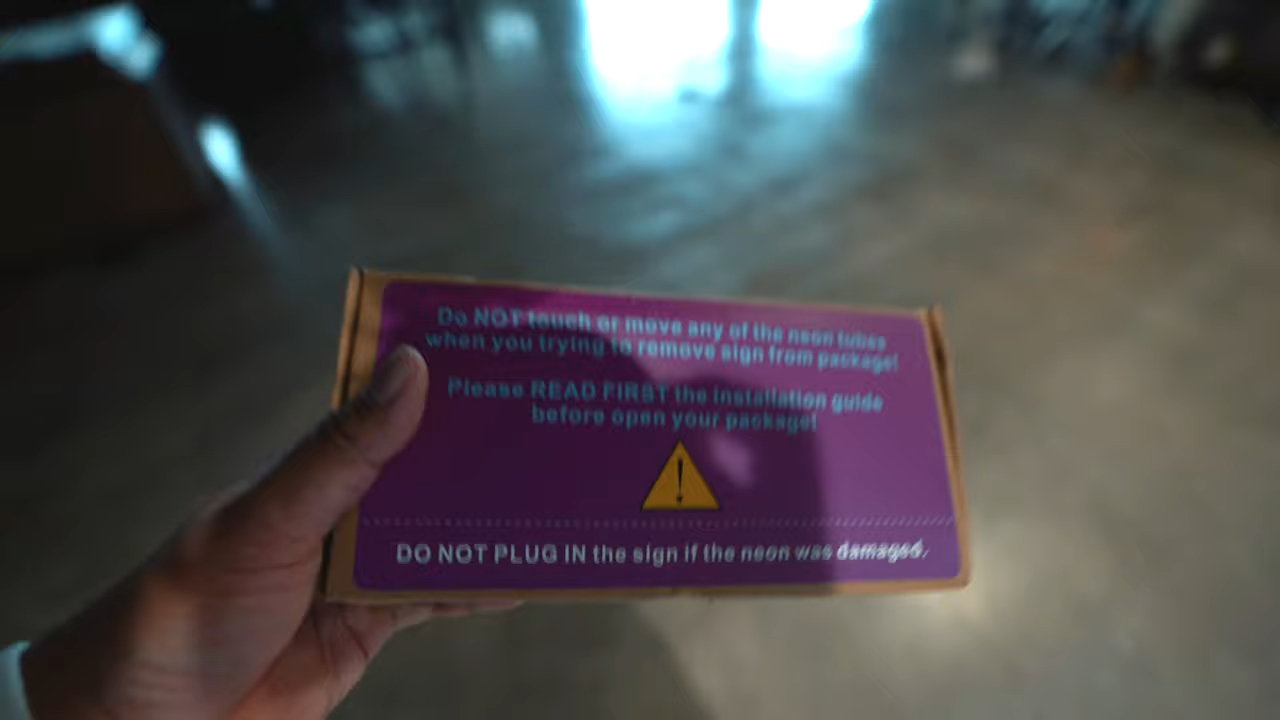 Do NOT touch or move any of the neon tubes
when you trying to remove sign from package!
Please READ FIRST the installation guide
before open your package!
!
DO NOT PLUG IN the sign if the neon was damaged.